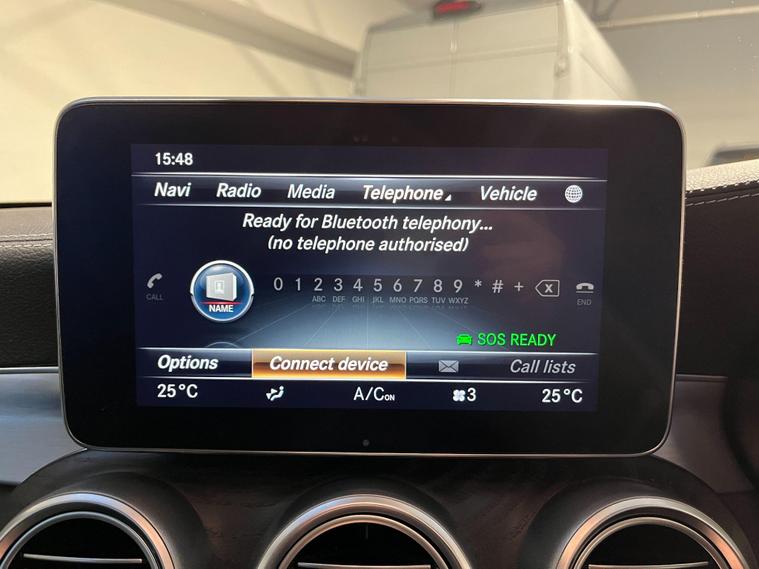 15:48
Navi Radio Media Telephone Vehicle
Ready for Bluetooth telephony...
(no telephone authorised)
0 1 2 3 4 5 6 7 8 9 * # +
ABC DEF GHI JKL MNO PQRS TUV WXYZ
CALL
NAME
END
SOS READY
Options Connect device Call lists
25°C A/C ON 3 25°C